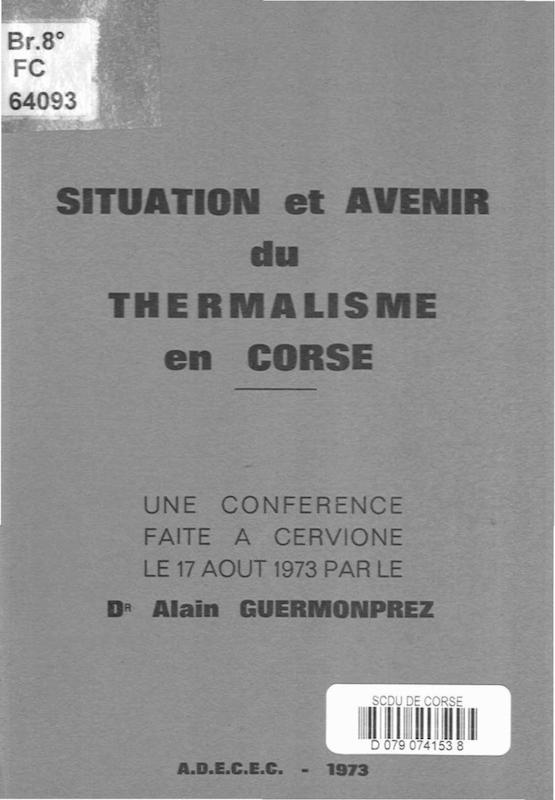 Br.8°
FC
64093
SITUATION et AVENIR
du
THERMALISME
en CORSE
UNE CONFERENCE
FAITE A CERVIONE
LE 17 AOUT 1973 PAR LE
DR Alain GUERMONPREZ
SCDU DE CORSE
D 079 074153 8
A.D.E.C.E.C. - 1973